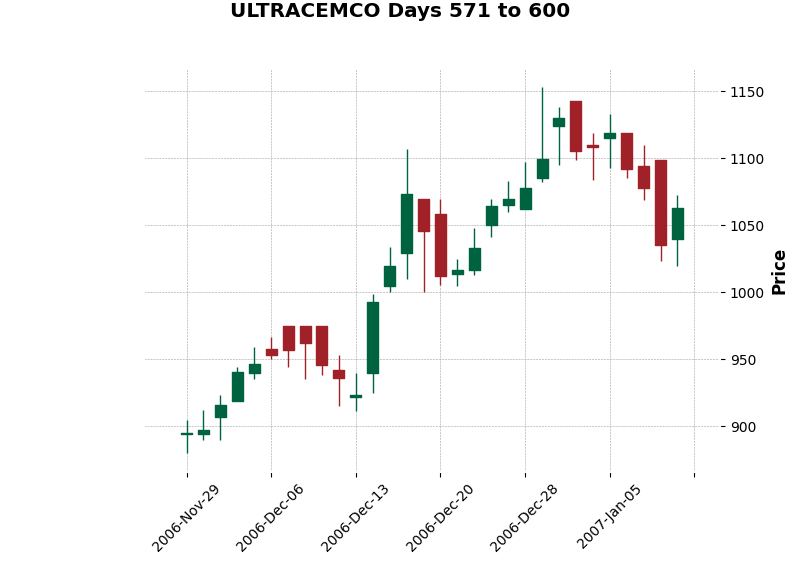 ULTRACEMCO Days 571 to 600
1150
1100
1050
1000
950
900
Price
2006-Nov-29
2006-Dec-06
2006-Dec-13
2006-Dec-20
2006-Dec-28
2007-Jan-05